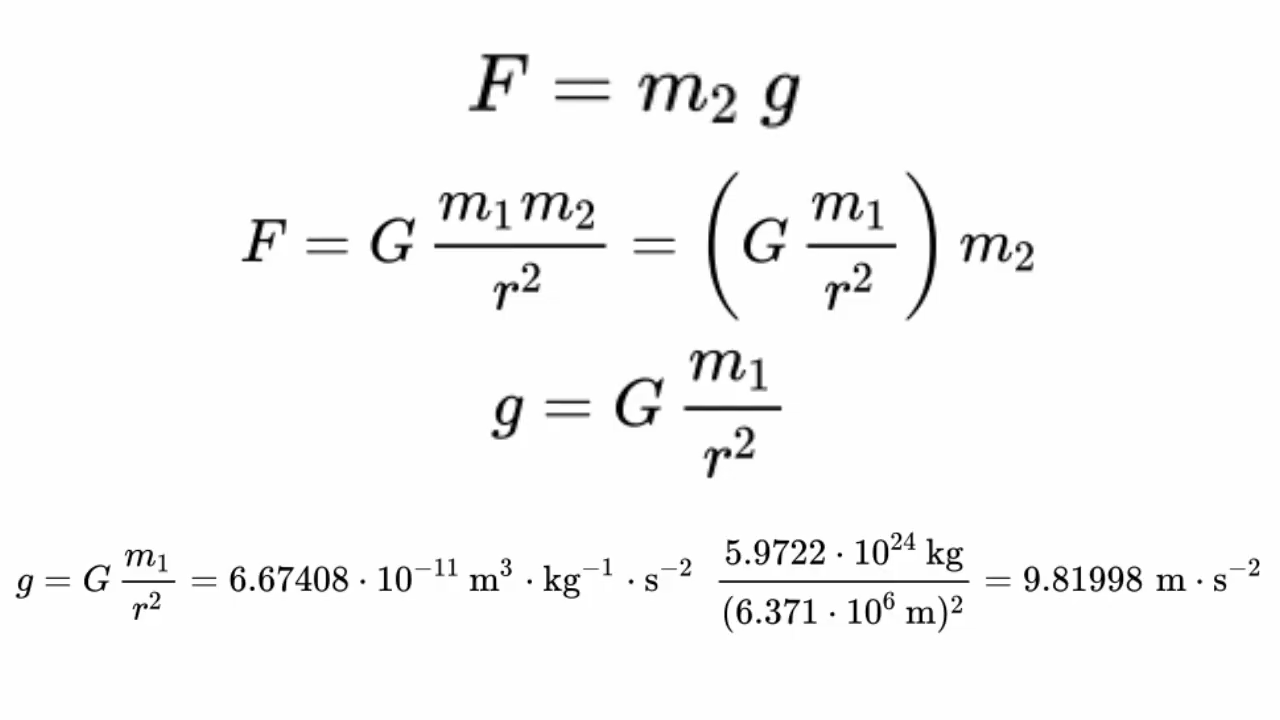 F = m₂ g
F = G m₁m₂ / r² = (G m₁ / r²) m₂
g = G m₁ / r²
g = G m₁ / r² = 6.67408 · 10⁻¹¹ m³ · kg⁻¹ · s⁻² 5.9722 · 10²⁴ kg / (6.371 · 10⁶ m)² = 9.81998 m · s⁻²